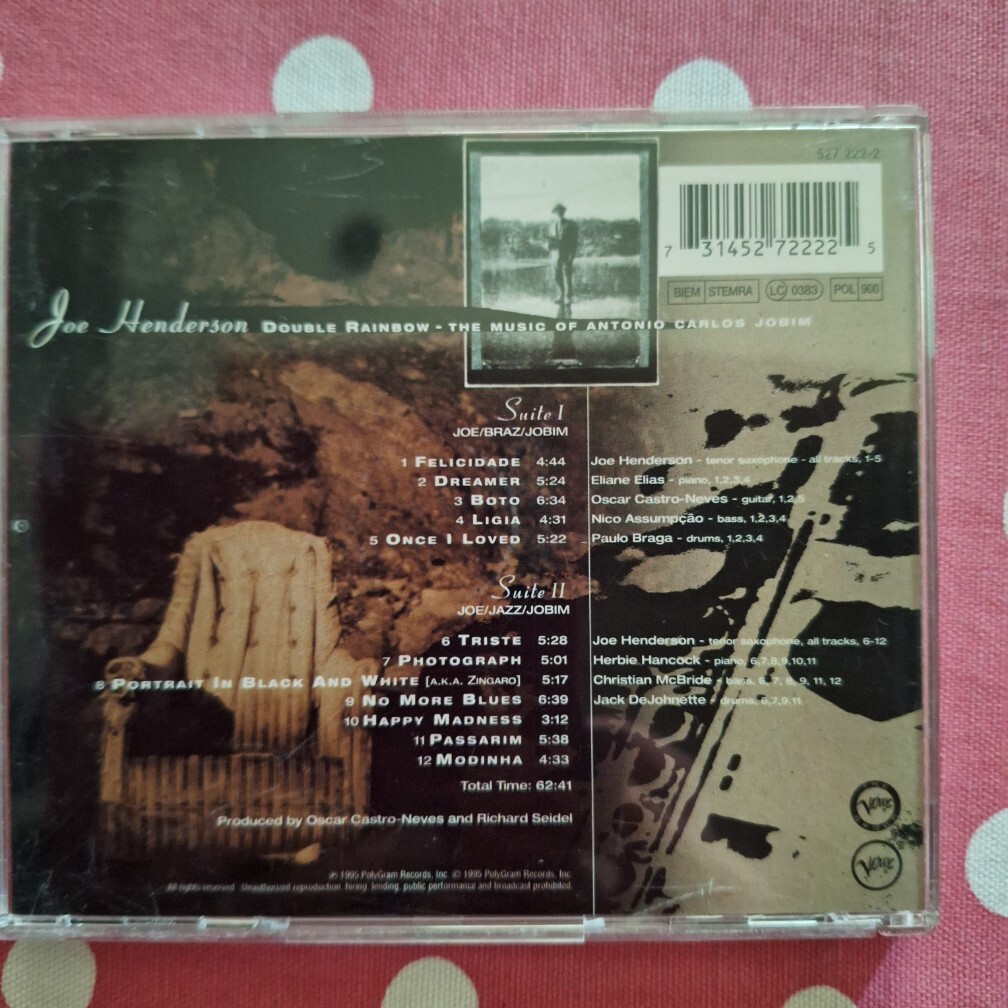 527 222-2
7 31452 72222 5
BIEM STEMRA LC 0383 POL 900
Joe Henderson DOUBLE RAINBOW - THE MUSIC OF ANTONIO CARLOS JOBIM
Suite I
JOE/BRAZ/JOBIM
1 FELICIDADE 4:44
2 DREAMER 5:24
3 BOTO 6:34
4 LIGIA 4:31
5 ONCE I LOVED 5:22
Joe Henderson - tenor saxophone - all tracks, 1-5
Eliane Elias - piano, 1,2,3,4
Oscar Castro-Neves - guitar, 1,2,5
Nico Assumpção - bass, 1,2,3,4
Paulo Braga - drums, 1,2,3,4
Suite II
JOE/JAZZ/JOBIM
6 TRISTE 5:28
7 PHOTOGRAPH 5:01
8 PORTRAIT IN BLACK AND WHITE [A.K.A. ZINGARO] 5:17
9 NO MORE BLUES 6:39
10 HAPPY MADNESS 3:12
11 PASSARIM 5:38
12 MODINHA 4:33
Total Time: 62:41
Joe Henderson - tenor saxophone, all tracks, 6-12
Herbie Hancock - piano, 6,7,8,9,10,11
Christian McBride - bass, 6, 7, 8, 9, 11, 12
Jack DeJohnette - drums, 6,7,9,11
Produced by Oscar Castro-Neves and Richard Seidel
℗ 1995 PolyGram Records, Inc. © 1995 PolyGram Records, Inc.
All rights reserved. Unauthorized reproduction, hiring, lending, public performance and broadcast prohibited.
Verve
Verve